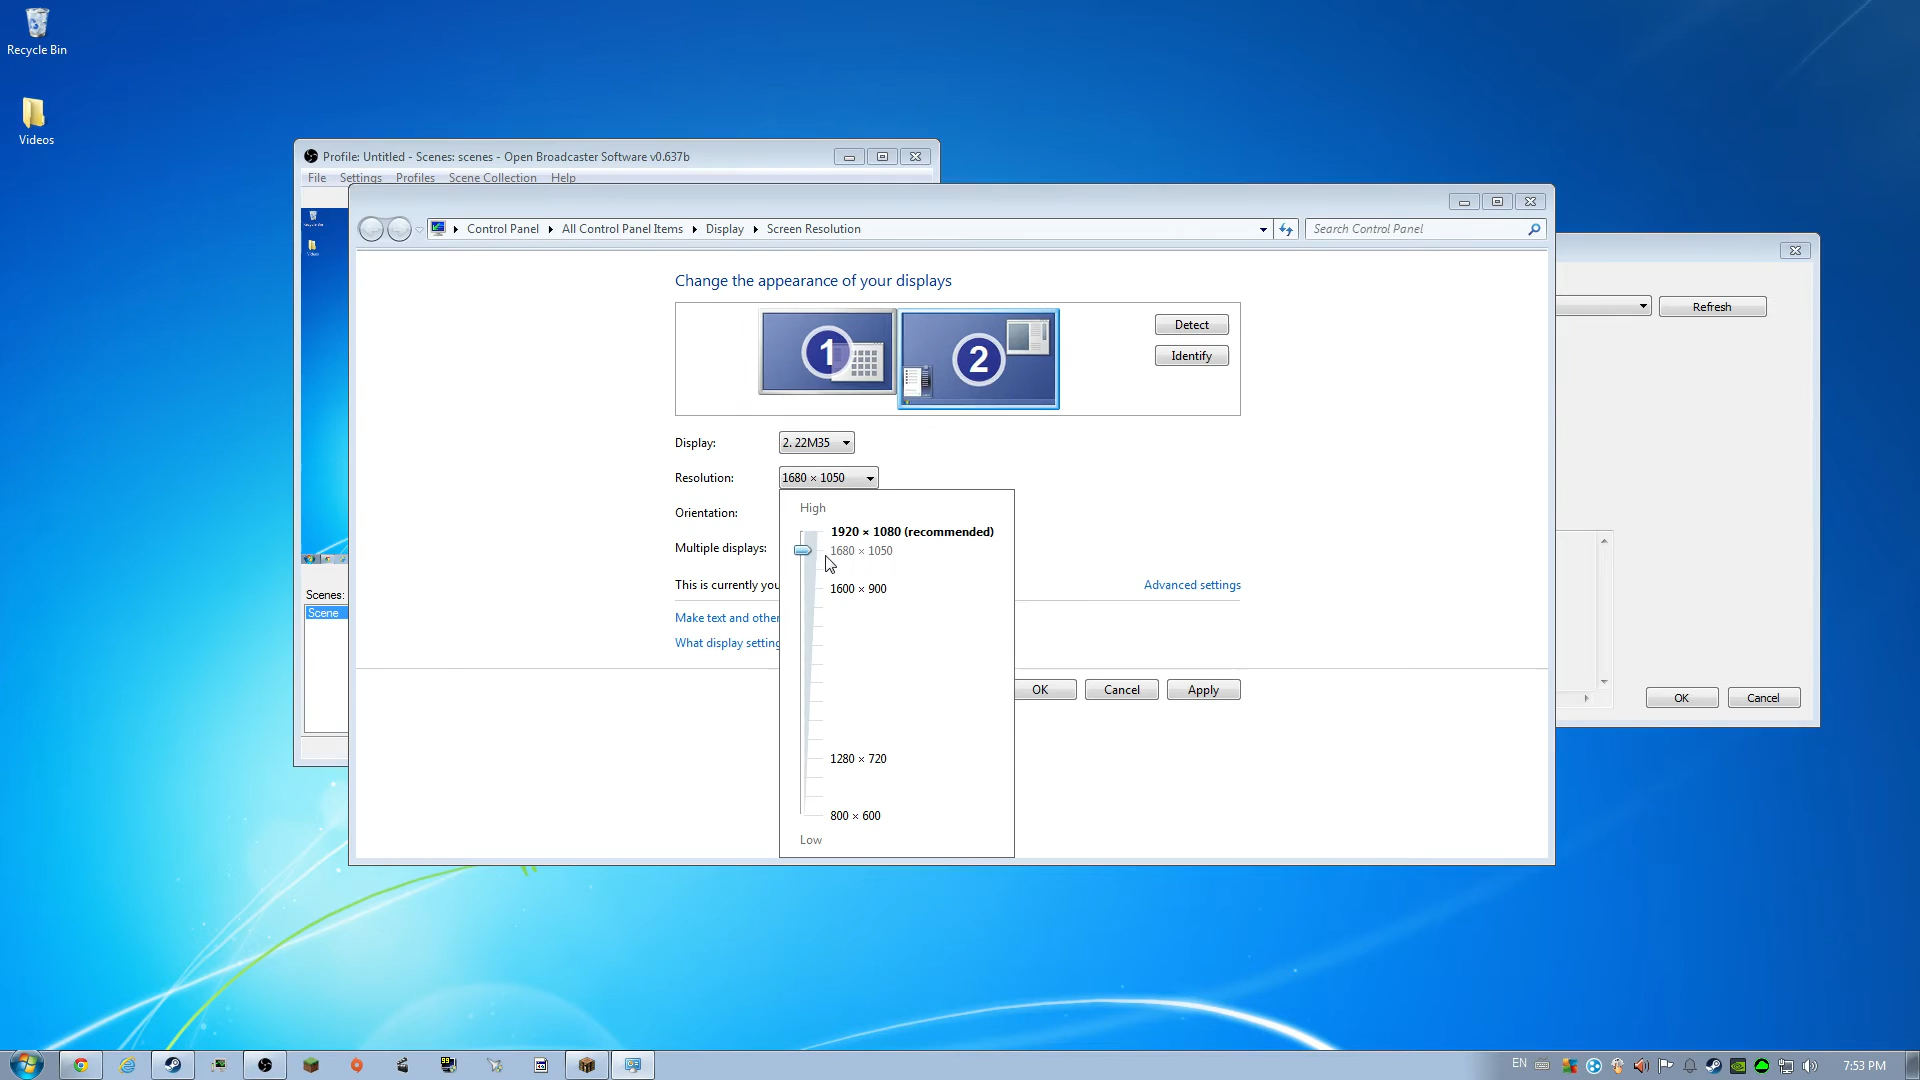 Recycle Bin
Videos
Profile: Untitled - Scenes: scenes - Open Broadcaster Software v0.637b
File Settings Profiles Scene Collection Help
Control Panel All Control Panel Items Display Screen Resolution
Search Control Panel
Change the appearance of your displays
1
2
Detect
Identify
Refresh
Display: 2. 22M35
Resolution: 1680 × 1050
High
Orientation:
1920 × 1080 (recommended)
Multiple displays:
1680 × 1050
This is currently you
1600 × 900
Advanced settings
Scenes:
Scene
Make text and other
What display setting
OK Cancel Apply
OK Cancel
1280 × 720
800 × 600
Low
EN
7:53 PM